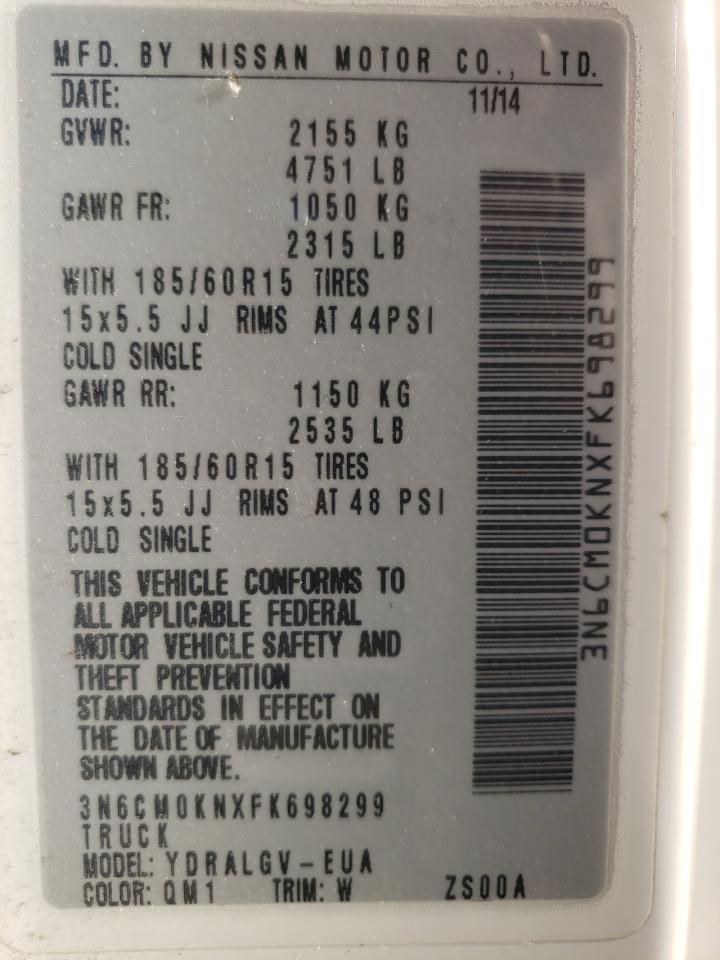 MFD. BY NISSAN MOTOR CO., LTD.
DATE: 11/14
GVWR: 2155 KG
4751 LB
GAWR FR: 1050 KG
2315 LB
WITH 185/60R15 TIRES
15x5.5 JJ RIMS AT 44PSI
COLD SINGLE
GAWR RR: 1150 KG
2535 LB
WITH 185/60R15 TIRES
15x5.5 JJ RIMS AT 48 PSI
COLD SINGLE
THIS VEHICLE CONFORMS TO
ALL APPLICABLE FEDERAL
MOTOR VEHICLE SAFETY AND
THEFT PREVENTION
STANDARDS IN EFFECT ON
THE DATE OF MANUFACTURE
SHOWN ABOVE.
3N6CM0KNXFK698299
TRUCK
MODEL: YDRALGV-EUA
COLOR: QM1 TRIM: W ZS00A
3N6CM0KNXFK698299